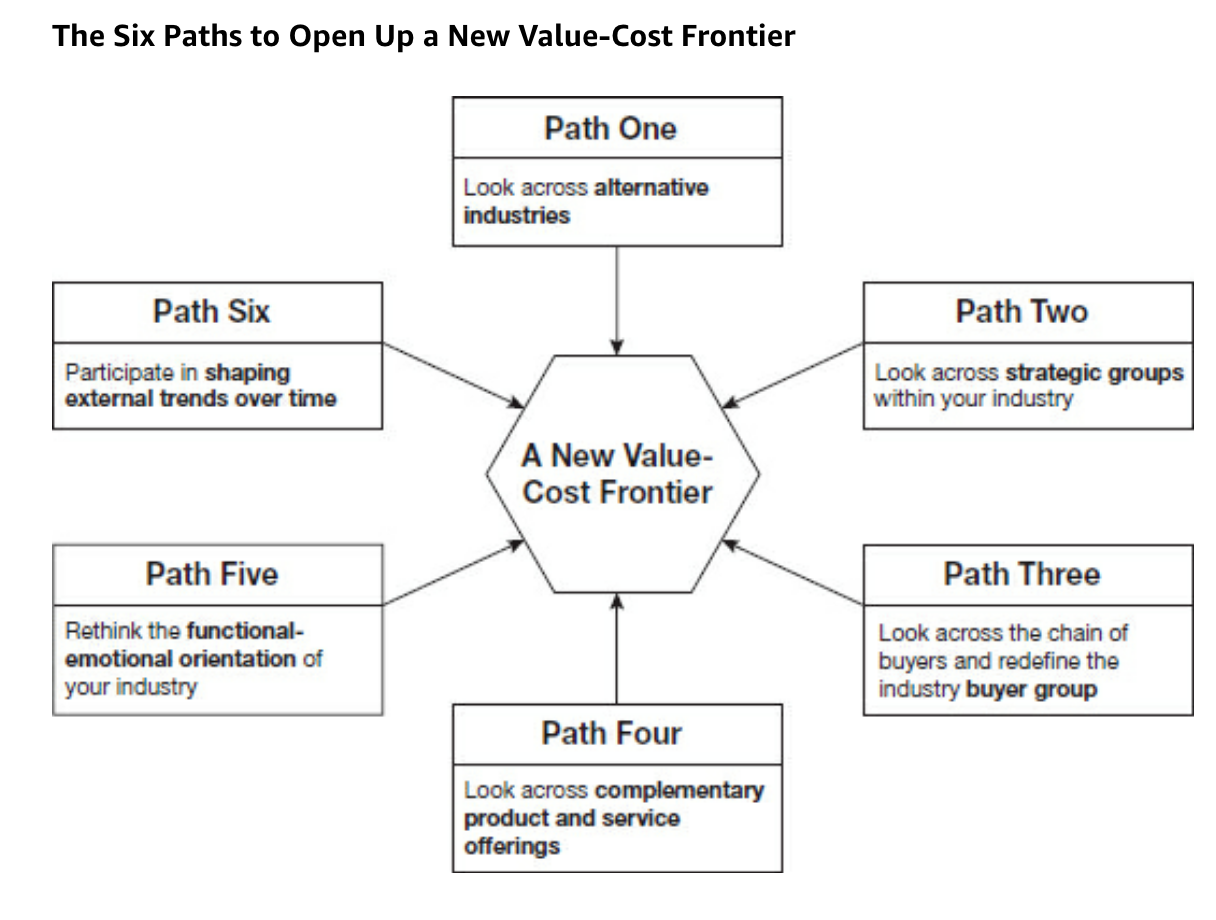 The Six Paths to Open Up a New Value-Cost Frontier
Path One
Look across alternative
industries
Path Six
Participate in shaping
external trends over time
Path Two
Look across strategic groups
within your industry
A New Value-
Cost Frontier
Path Five
Rethink the functional-
emotional orientation of
your industry
Path Three
Look across the chain of
buyers and redefine the
industry buyer group
Path Four
Look across complementary
product and service
offerings